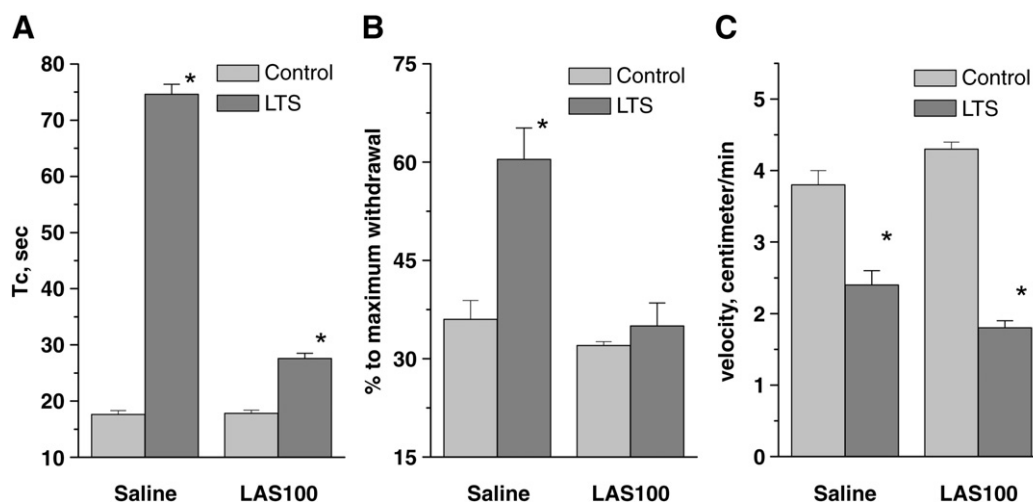 A
Tc, sec
80
70
60
50
40
30
20
10
Control
LTS
*
*
Saline
LAS100
B
% to maximum withdrawal
75
60
45
30
15
Control
LTS
*
Saline
LAS100
C
velocity, centimeter/min
5
4
3
2
1
0
Control
LTS
*
*
Saline
LAS100